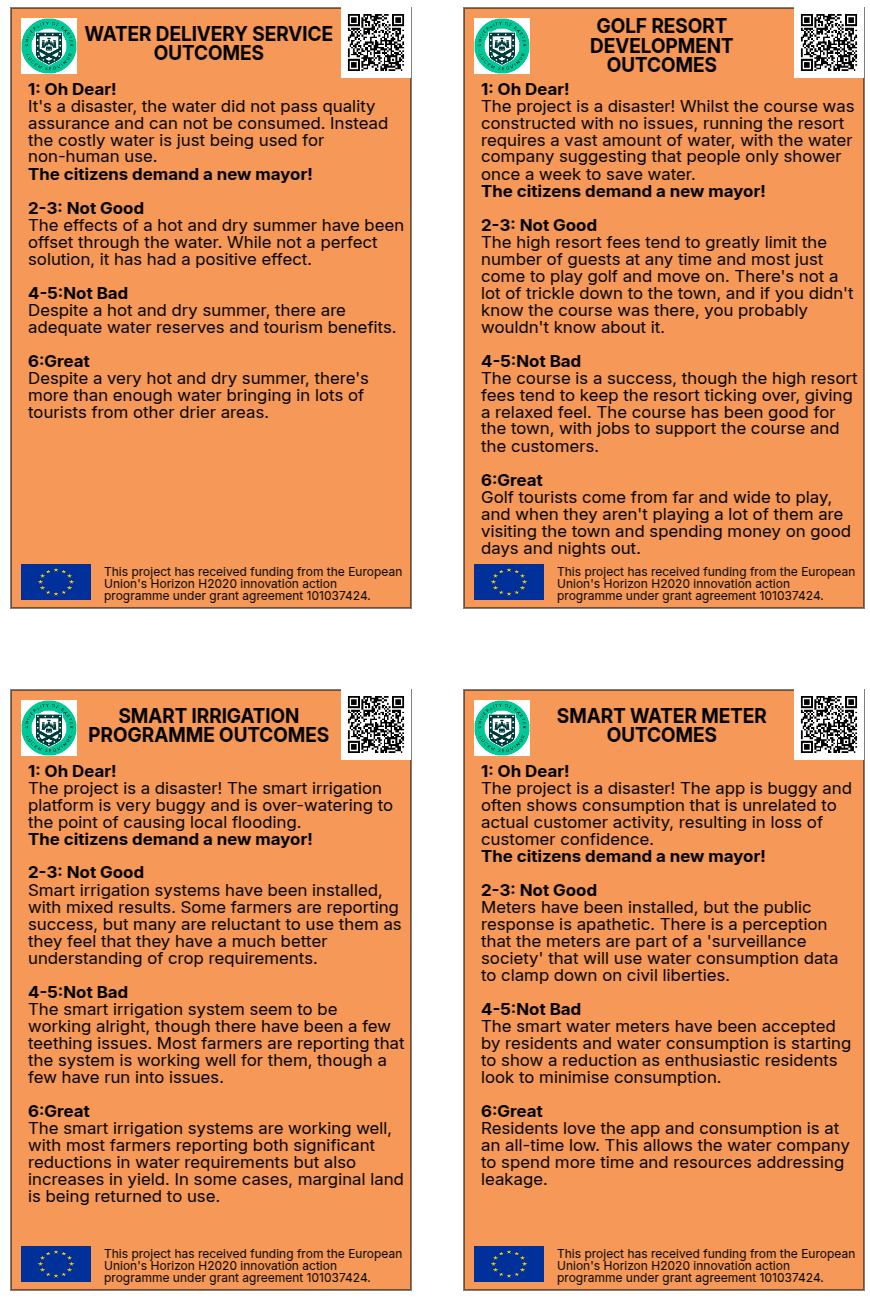 WATER DELIVERY SERVICE
OUTCOMES
1: Oh Dear!
It's a disaster, the water did not pass quality
assurance and can not be consumed. Instead
the costly water is just being used for
non-human use.
The citizens demand a new mayor!
2-3: Not Good
The effects of a hot and dry summer have been
offset through the water. While not a perfect
solution, it has had a positive effect.
4-5:Not Bad
Despite a hot and dry summer, there are
adequate water reserves and tourism benefits.
6:Great
Despite a very hot and dry summer, there's
more than enough water bringing in lots of
tourists from other drier areas.
This project has received funding from the European
Union's Horizon H2020 innovation action
programme under grant agreement 101037424.
GOLF RESORT
DEVELOPMENT
OUTCOMES
1: Oh Dear!
The project is a disaster! Whilst the course was
constructed with no issues, running the resort
requires a vast amount of water, with the water
company suggesting that people only shower
once a week to save water.
The citizens demand a new mayor!
2-3: Not Good
The high resort fees tend to greatly limit the
number of guests at any time and most just
come to play golf and move on. There's not a
lot of trickle down to the town, and if you didn't
know the course was there, you probably
wouldn't know about it.
4-5:Not Bad
The course is a success, though the high resort
fees tend to keep the resort ticking over, giving
a relaxed feel. The course has been good for
the town, with jobs to support the course and
the customers.
6:Great
Golf tourists come from far and wide to play,
and when they aren't playing a lot of them are
visiting the town and spending money on good
days and nights out.
This project has received funding from the European
Union's Horizon H2020 innovation action
programme under grant agreement 101037424.
SMART IRRIGATION
PROGRAMME OUTCOMES
1: Oh Dear!
The project is a disaster! The smart irrigation
platform is very buggy and is over-watering to
the point of causing local flooding.
The citizens demand a new mayor!
2-3: Not Good
Smart irrigation systems have been installed,
with mixed results. Some farmers are reporting
success, but many are reluctant to use them as
they feel that they have a much better
understanding of crop requirements.
4-5:Not Bad
The smart irrigation system seem to be
working alright, though there have been a few
teething issues. Most farmers are reporting that
the system is working well for them, though a
few have run into issues.
6:Great
The smart irrigation systems are working well,
with most farmers reporting both significant
reductions in water requirements but also
increases in yield. In some cases, marginal land
is being returned to use.
This project has received funding from the European
Union's Horizon H2020 innovation action
programme under grant agreement 101037424.
SMART WATER METER
OUTCOMES
1: Oh Dear!
The project is a disaster! The app is buggy and
often shows consumption that is unrelated to
actual customer activity, resulting in loss of
customer confidence.
The citizens demand a new mayor!
2-3: Not Good
Meters have been installed, but the public
response is apathetic. There is a perception
that the meters are part of a 'surveillance
society' that will use water consumption data
to clamp down on civil liberties.
4-5:Not Bad
The smart water meters have been accepted
by residents and water consumption is starting
to show a reduction as enthusiastic residents
look to minimise consumption.
6:Great
Residents love the app and consumption is at
an all-time low. This allows the water company
to spend more time and resources addressing
leakage.
This project has received funding from the European
Union's Horizon H2020 innovation action
programme under grant agreement 101037424.